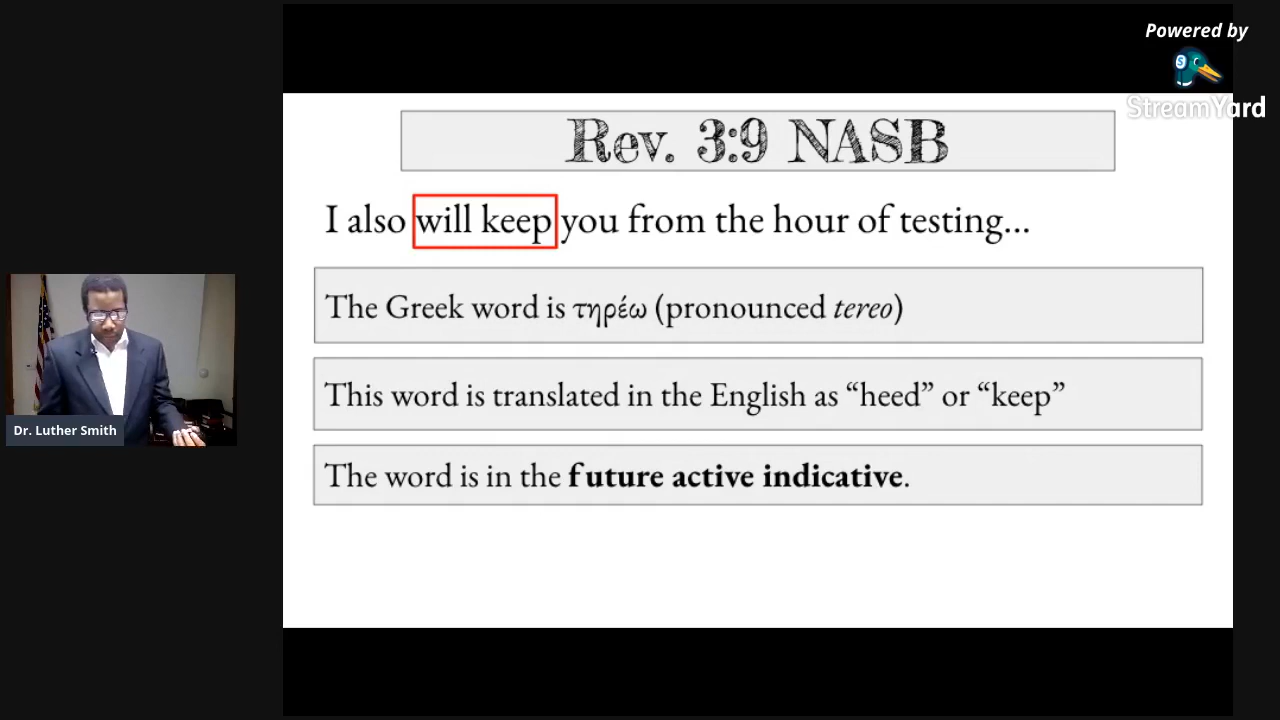 Powered by
StreamYard
Rev. 3:9 NASB
I also will keep you from the hour of testing...
The Greek word is τηρέω (pronounced tereo)
This word is translated in the English as “heed” or “keep”
The word is in the future active indicative.
Dr. Luther Smith